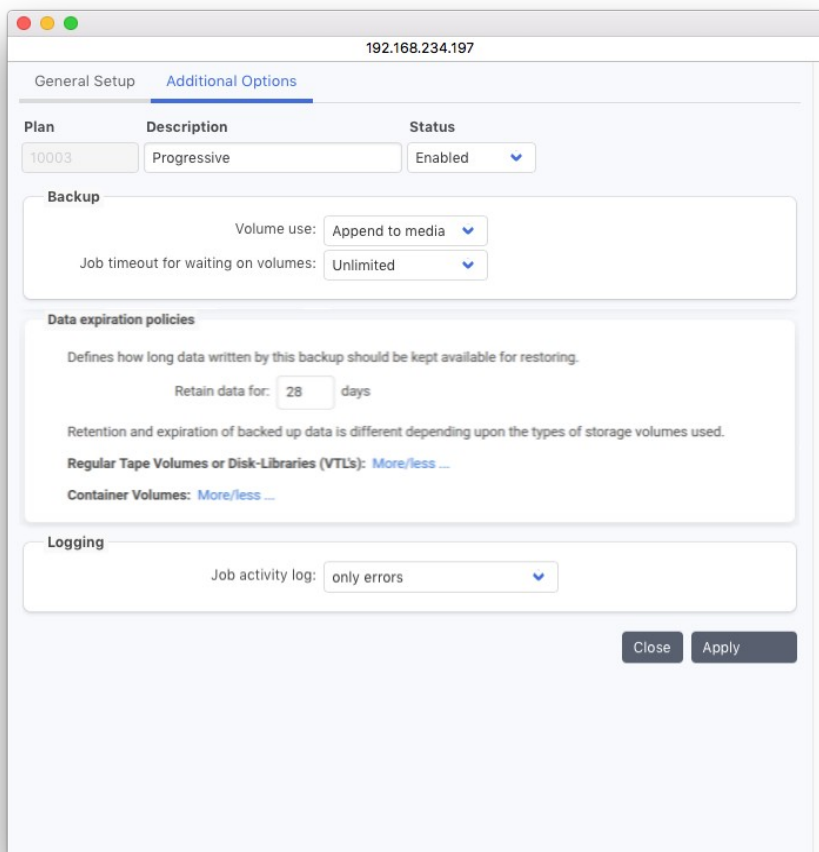 192.168.234.197
General Setup Additional Options
Plan Description Status
10003 Progressive Enabled
Backup
Volume use: Append to media
Job timeout for waiting on volumes: Unlimited
Data expiration policies
Defines how long data written by this backup should be kept available for restoring.
Retain data for: 28 days
Retention and expiration of backed up data is different depending upon the types of storage volumes used.
Regular Tape Volumes or Disk-Libraries (VTL's): More/less ...
Container Volumes: More/less ...
Logging
Job activity log: only errors
Close Apply